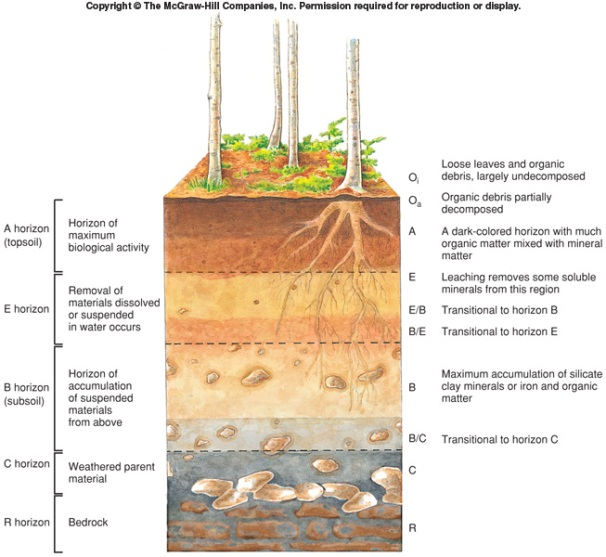 Copyright © The McGraw-Hill Companies, Inc. Permission required for reproduction or display.
A horizon
(topsoil)
Horizon of
maximum
biological activity
E horizon
Removal of
materials dissolved
or suspended
in water occurs
B horizon
(subsoil)
Horizon of
accumulation
of suspended
materials
from above
C horizon
Weathered parent
material
R horizon
Bedrock
Oi
Loose leaves and organic
debris, largely undecomposed
Oa
Organic debris partially
decomposed
A
A dark-colored horizon with much
organic matter mixed with mineral
matter
E
Leaching removes some soluble
minerals from this region
E/B
Transitional to horizon B
B/E
Transitional to horizon E
B
Maximum accumulation of silicate
clay minerals or iron and organic
matter
B/C
Transitional to horizon C
C
R